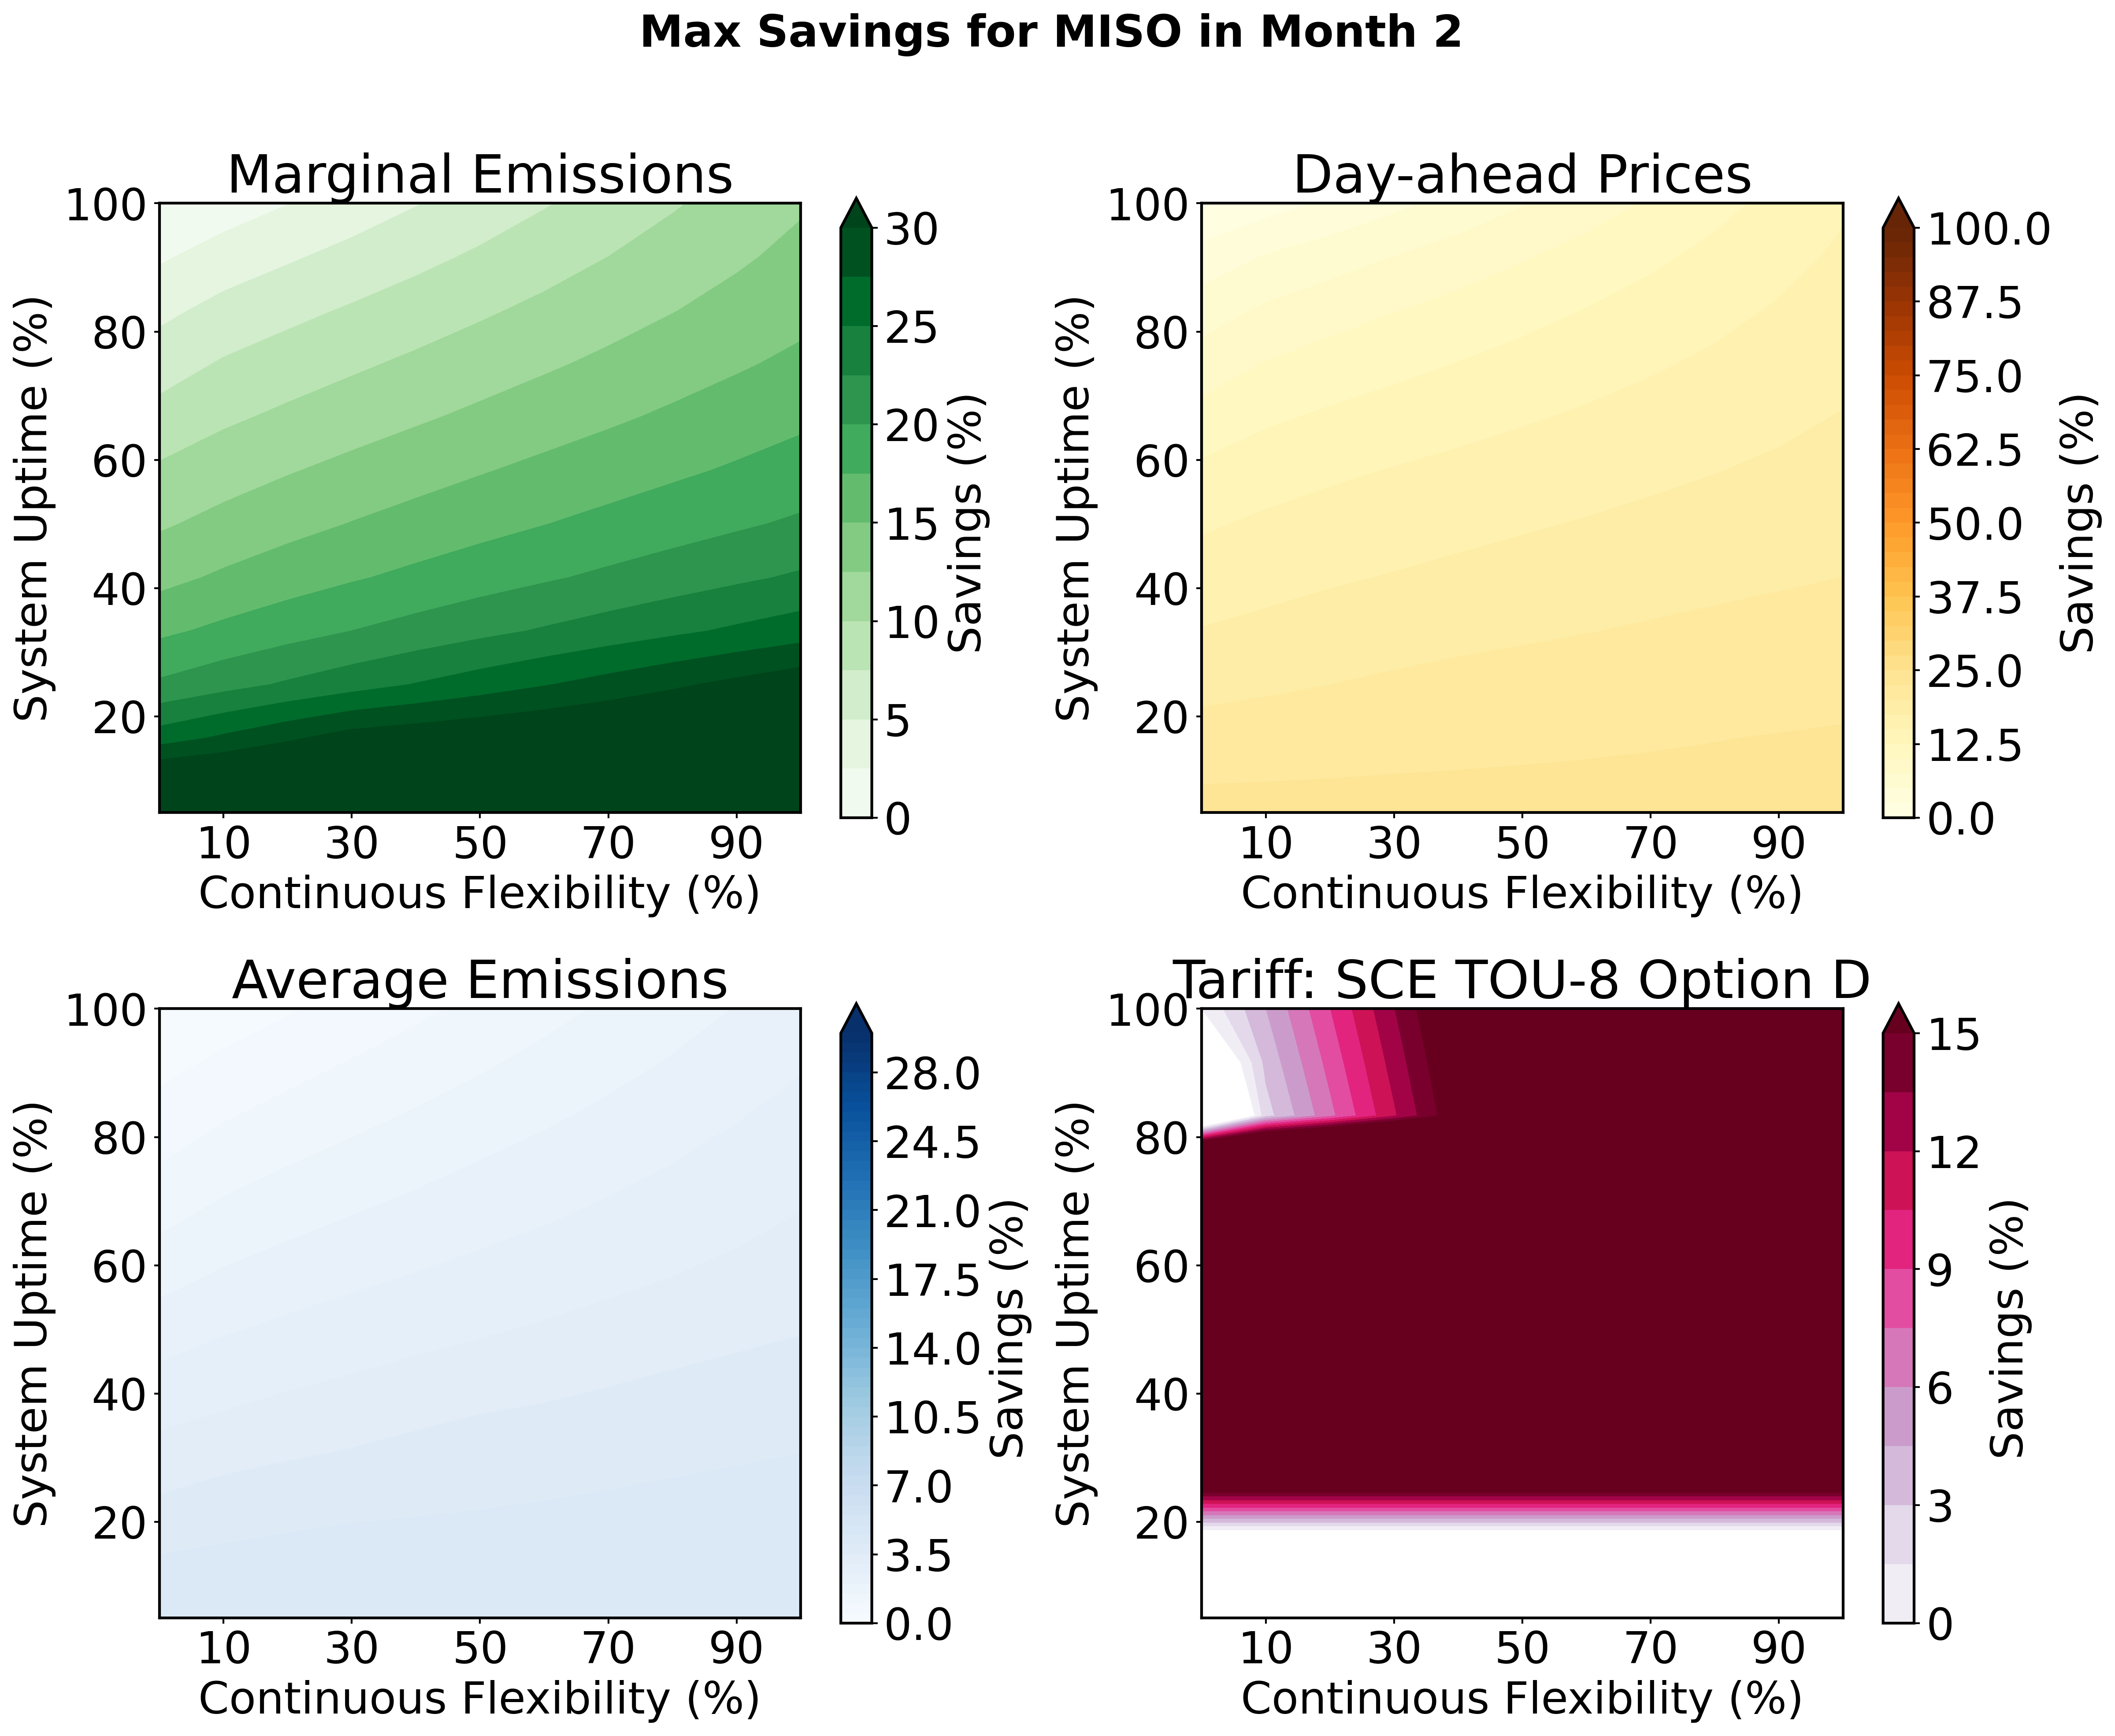 Max Savings for MISO in Month 2
Marginal Emissions
System Uptime (%)
100
80
60
40
20
10 30 50 70 90
Continuous Flexibility (%)
30
25
20
15
10
5
0
Savings (%)
Day-ahead Prices
System Uptime (%)
100
80
60
40
20
10 30 50 70 90
Continuous Flexibility (%)
100.0
87.5
75.0
62.5
50.0
37.5
25.0
12.5
0.0
Savings (%)
Average Emissions
System Uptime (%)
100
80
60
40
20
10 30 50 70 90
Continuous Flexibility (%)
28.0
24.5
21.0
17.5
14.0
10.5
7.0
3.5
0.0
Savings (%)
Tariff: SCE TOU-8 Option D
System Uptime (%)
100
80
60
40
20
10 30 50 70 90
Continuous Flexibility (%)
15
12
9
6
3
0
Savings (%)